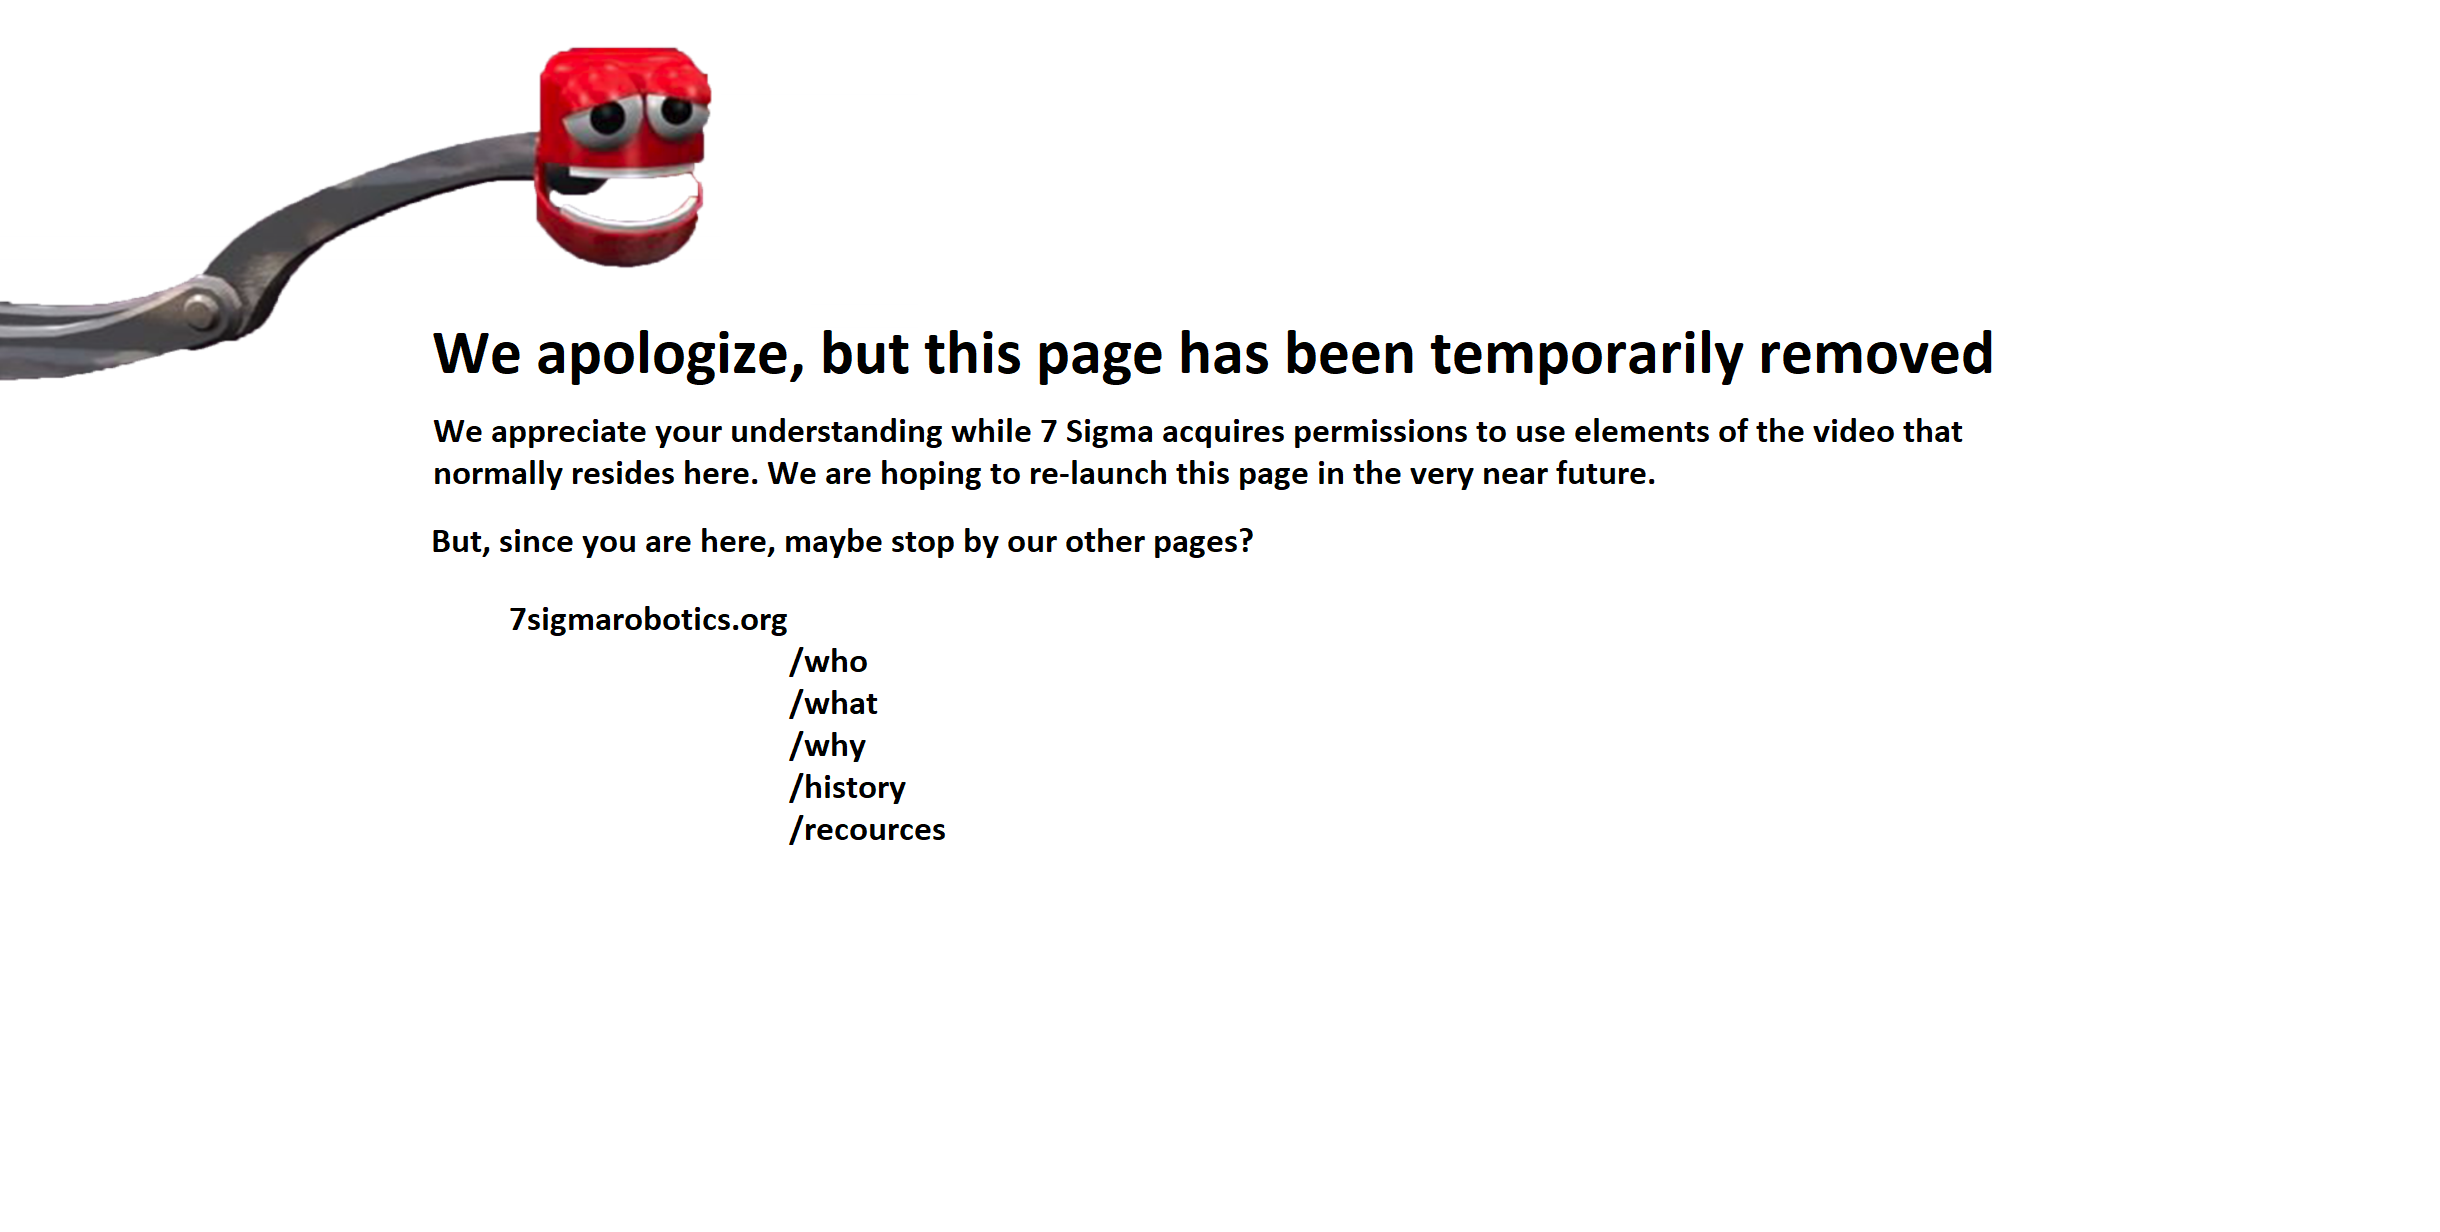 We apologize, but this page has been temporarily removed
We appreciate your understanding while 7 Sigma acquires permissions to use elements of the video that
normally resides here. We are hoping to re-launch this page in the very near future.
But, since you are here, maybe stop by our other pages?
7sigmarobotics.org
/who
/what
/why
/history
/recources